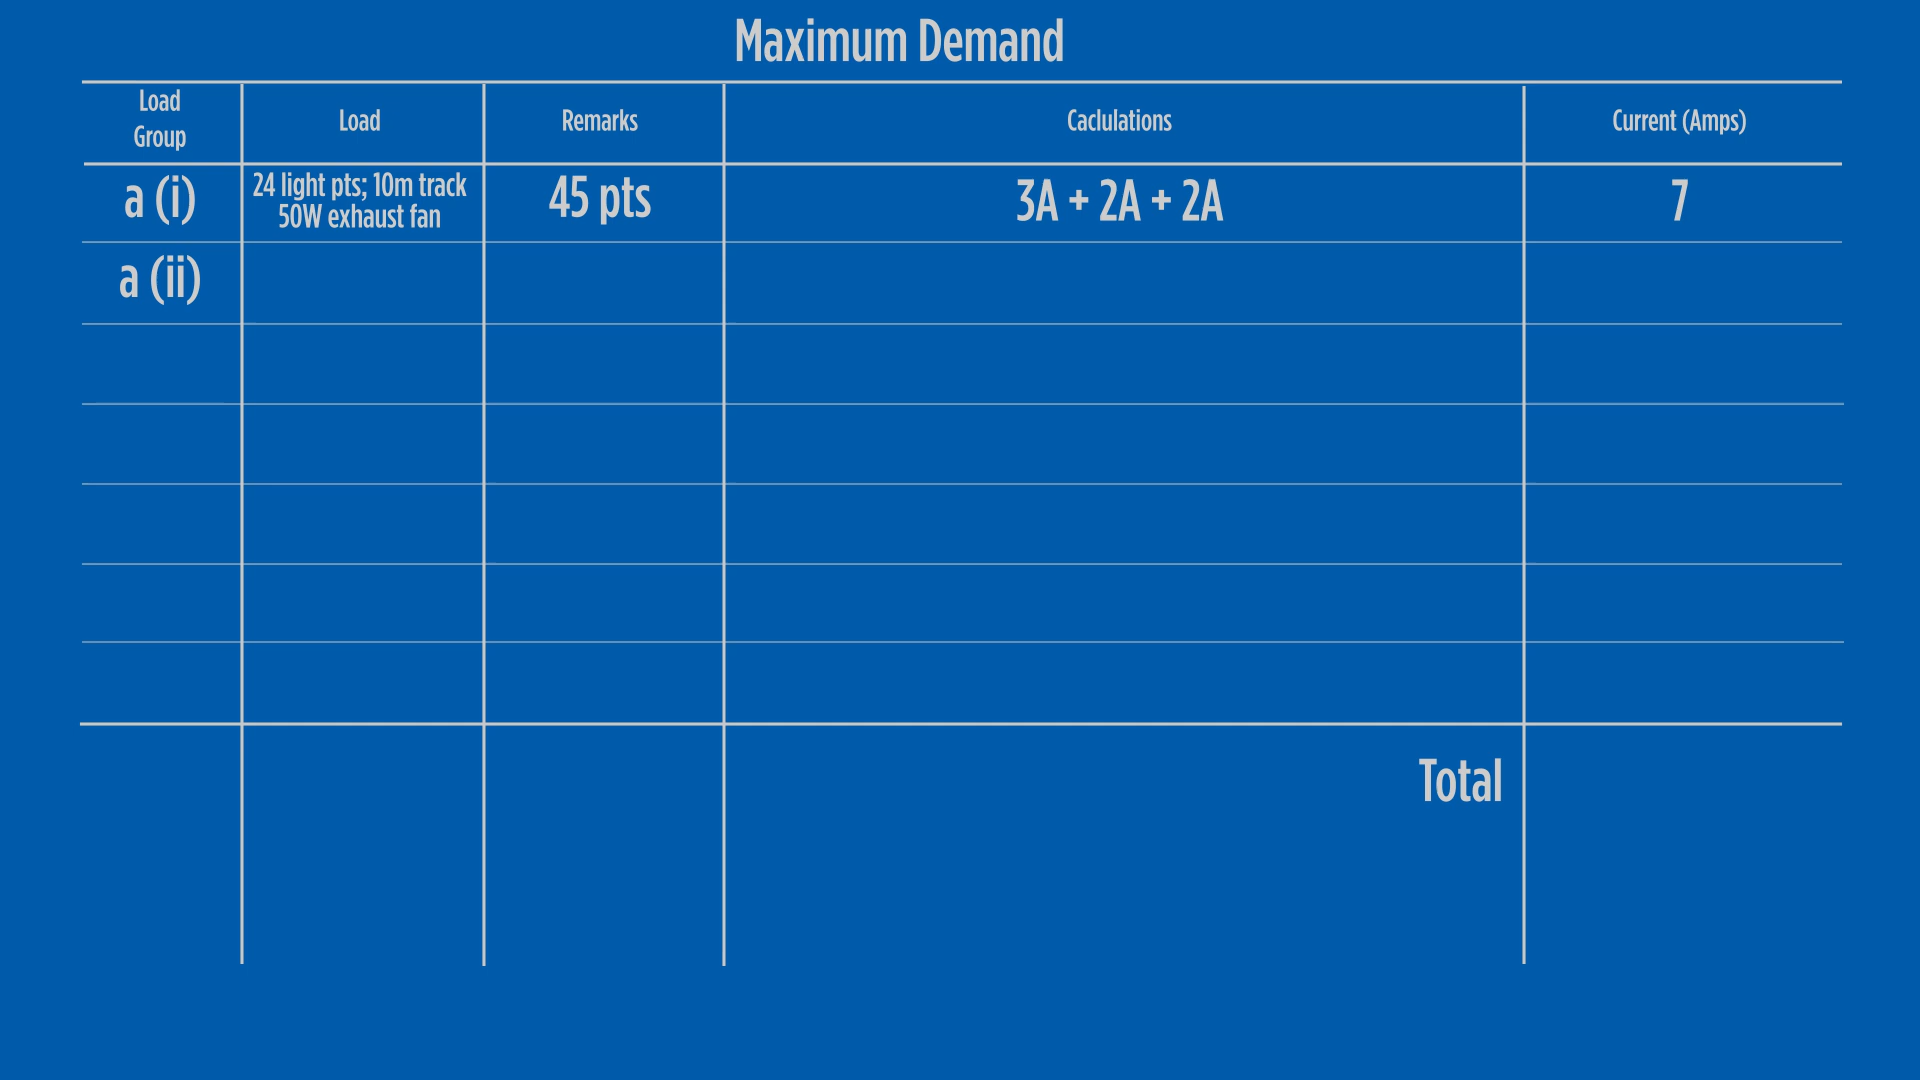 Maximum Demand
Load
Group
Load
Remarks
Caclulations
Current (Amps)
a (i)
24 light pts; 10m track
50W exhaust fan
45 pts
3A + 2A + 2A
7
a (ii)
Total